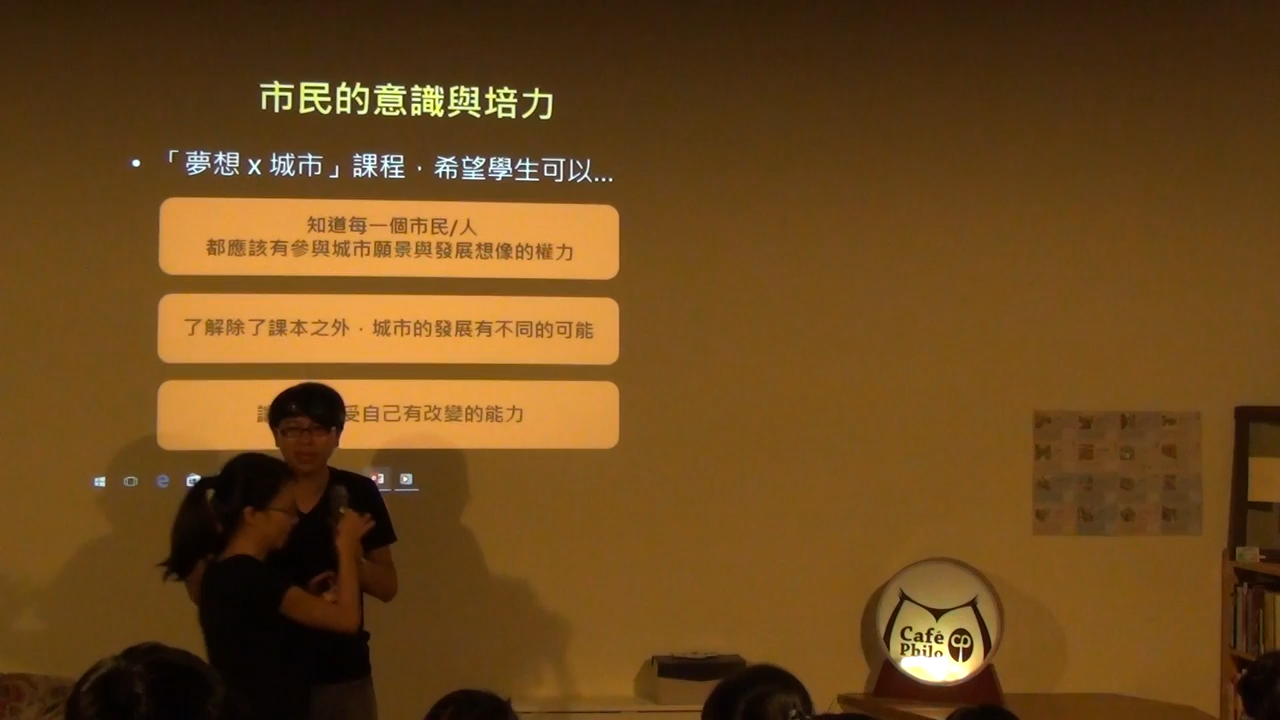 市民的意識與培力
• 「夢想 x 城市」課程，希望學生可以...
知道每一個市民/人
都應該有參與城市願景與發展想像的權力
了解除了課本之外，城市的發展有不同的可能
受自己有改變的能力
Café
Philo
cp